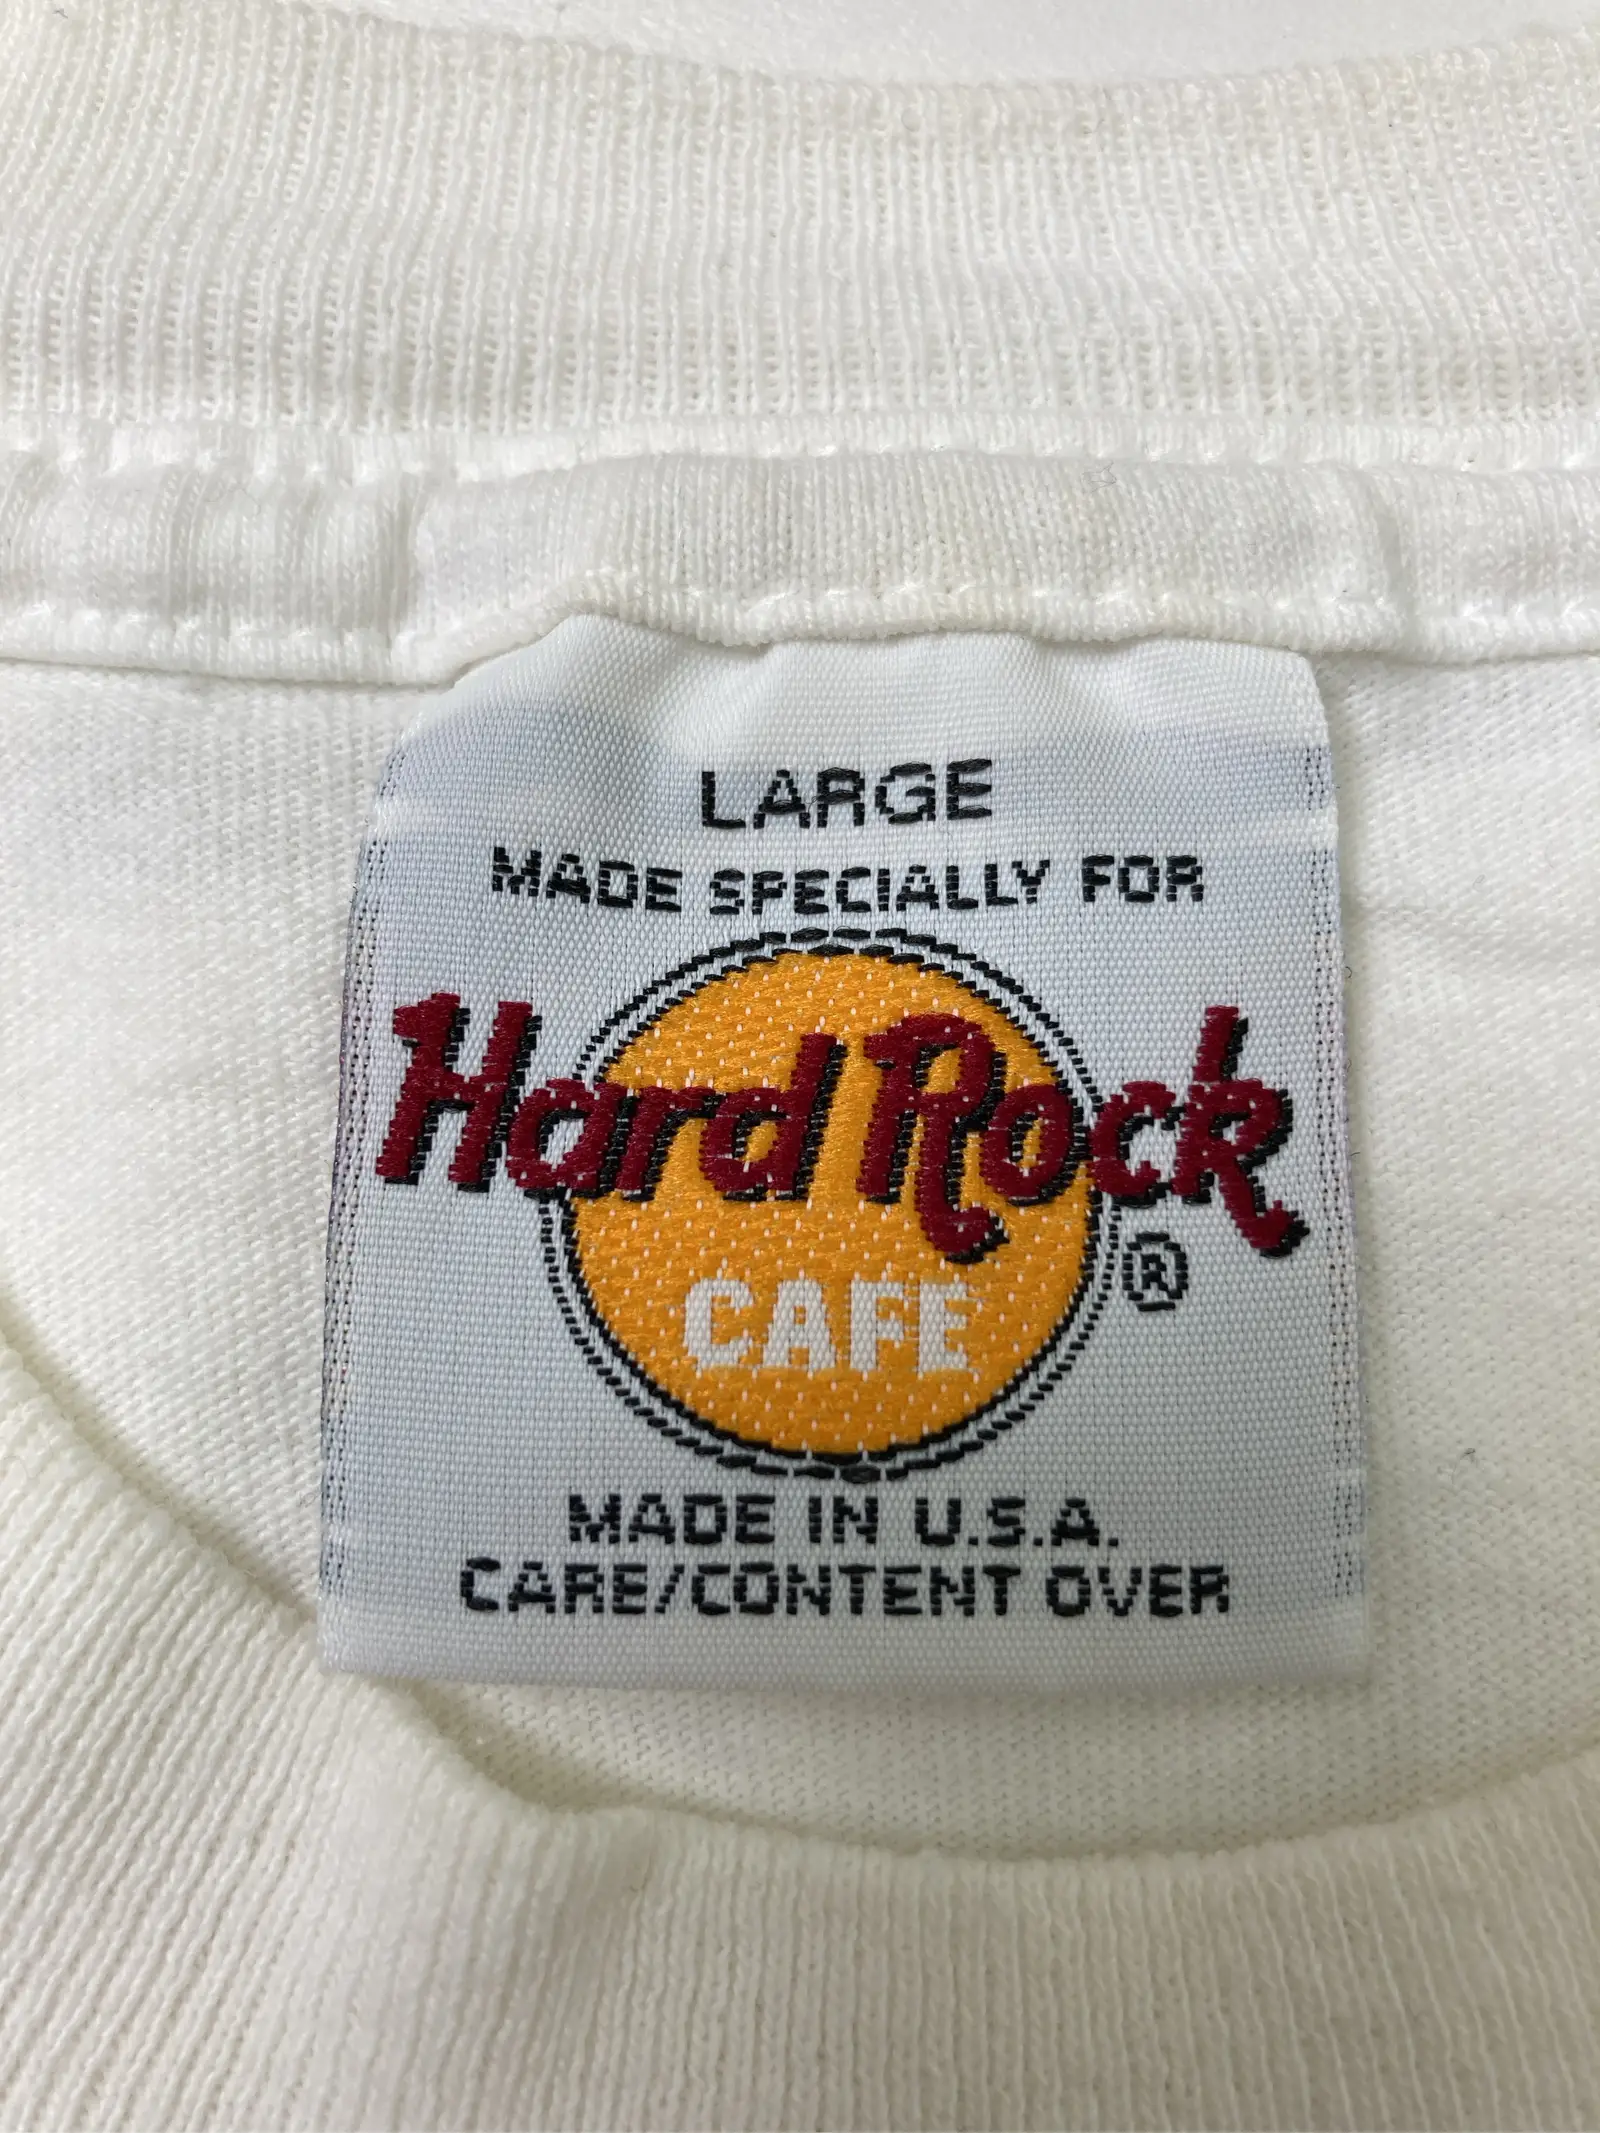 LARGE
MADE SPECIALLY FOR
Hard Rock
CAFE
®
MADE IN U.S.A.
CARE/CONTENT OVER